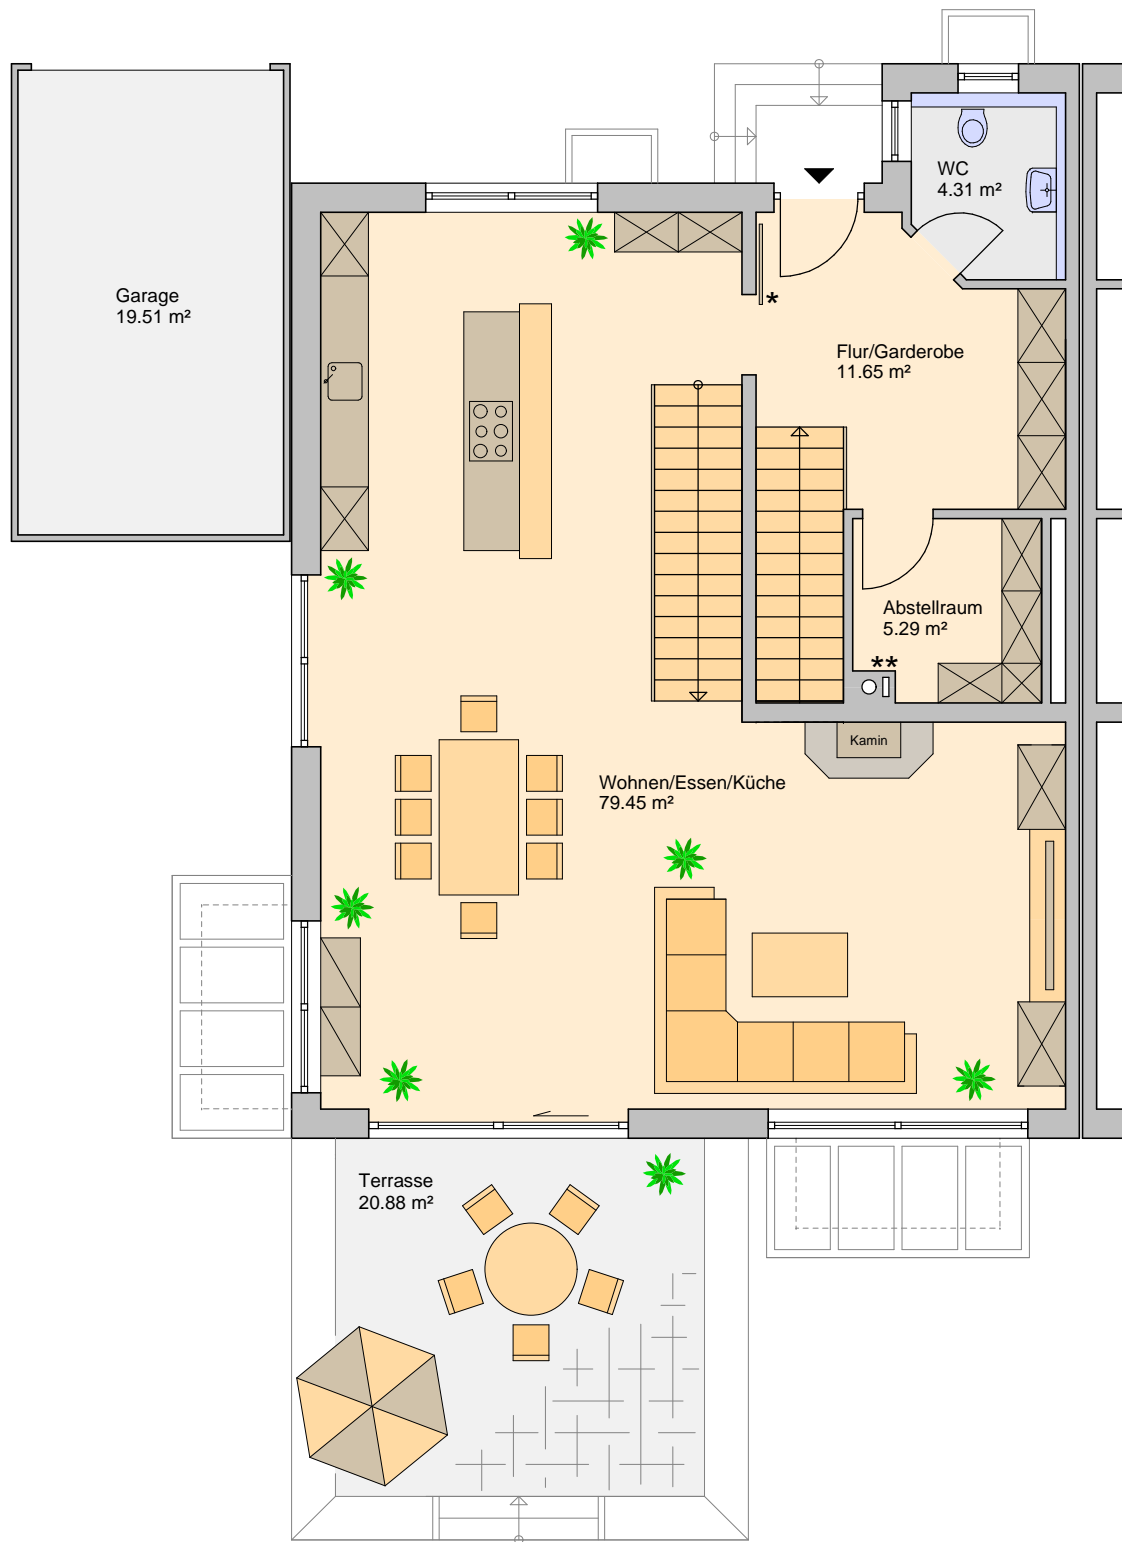 WC
4.31 m²
Garage
19.51 m²
*
Flur/Garderobe
11.65 m²
Abstellraum
5.29 m²
**
Kamin
Wohnen/Essen/Küche
79.45 m²
Terrasse
20.88 m²